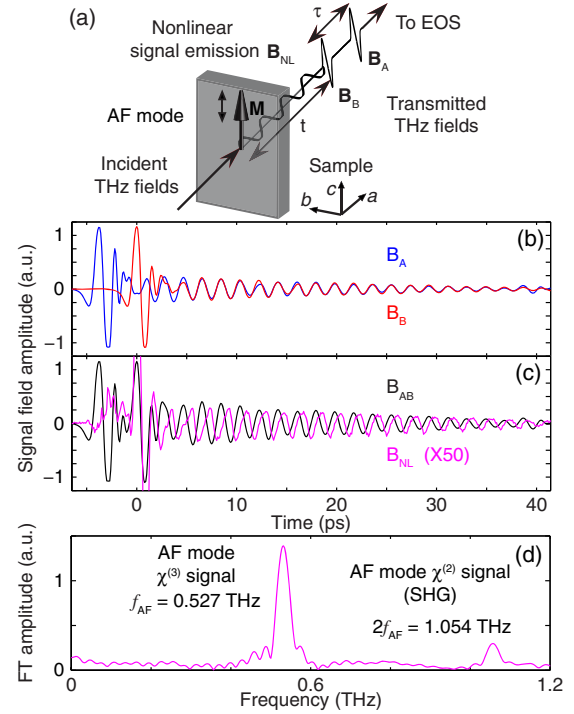 (a)
Nonlinear
signal emission B_NL
τ
To EOS
B_A
AF mode
M
B_B
t
Transmitted
THz fields
Incident
THz fields
Sample
c
b
a
Signal field amplitude (a.u.)
1
0
−1
(b)
B_A
B_B
1
0
−1
(c)
B_AB
B_NL (X50)
0 10 20 30 40
Time (ps)
FT amplitude (a.u.)
1
0
(d)
AF mode
χ⁽³⁾ signal
f_AF = 0.527 THz
AF mode χ⁽²⁾ signal
(SHG)
2f_AF = 1.054 THz
0 0.6 1.2
Frequency (THz)